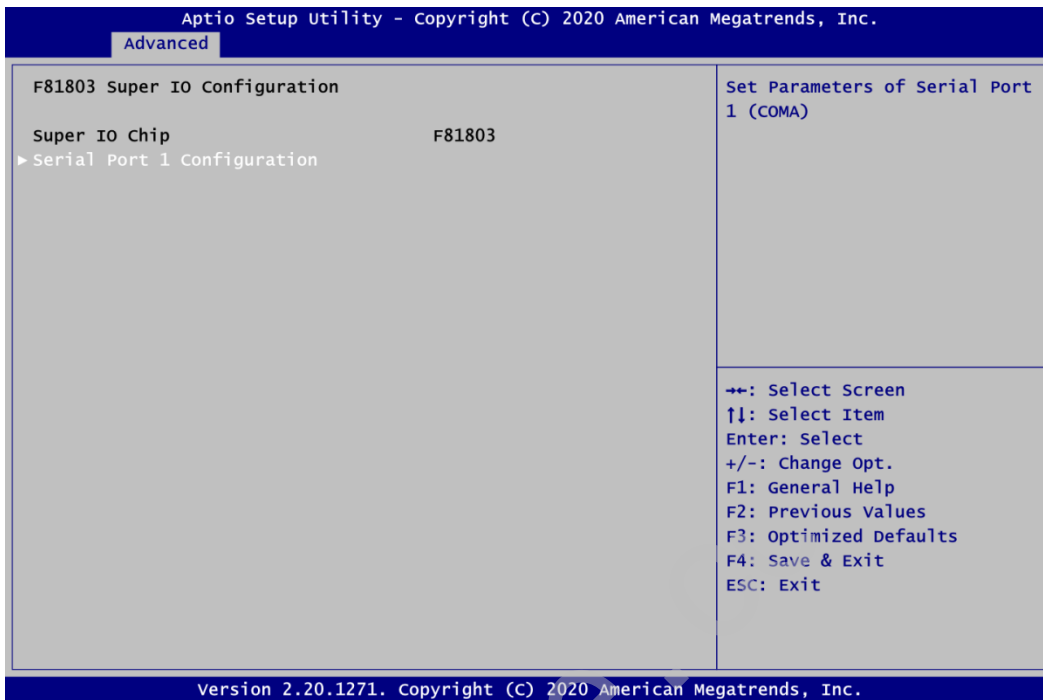 Aptio Setup Utility - Copyright (C) 2020 American Megatrends, Inc.
Advanced
F81803 Super IO Configuration
Super IO Chip F81803
►Serial Port 1 Configuration
Set Parameters of Serial Port
1 (COMA)
→←: Select Screen
↑↓: Select Item
Enter: Select
+/-: Change Opt.
F1: General Help
F2: Previous Values
F3: Optimized Defaults
F4: Save & Exit
ESC: Exit
Version 2.20.1271. Copyright (C) 2020 American Megatrends, Inc.